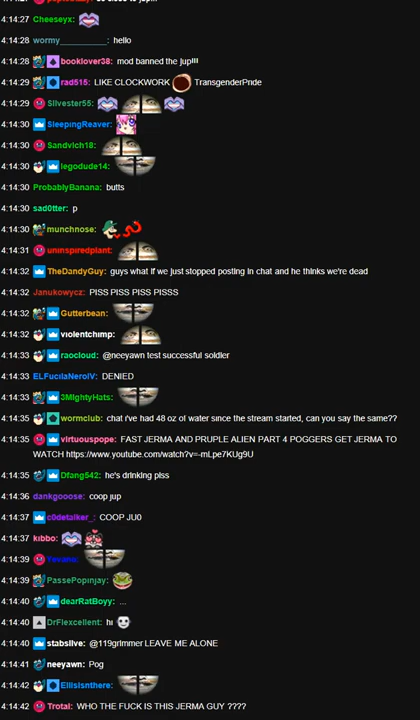 4:14:27 Cheeseyx:
4:14:28 wormy__________: hello
4:14:28 booklover38: mod banned the jup!!!
4:14:29 rad515: LIKE CLOCKWORK TransgenderPride
4:14:29 Silvester55:
4:14:30 SleepingReaver:
4:14:30 Sandvich18:
4:14:30 legodude14:
4:14:30 ProbablyBanana: butts
4:14:30 sad0tter: p
4:14:30 munchnose:
4:14:31 uninspiredplant:
4:14:32 TheDandyGuy: guys what if we just stopped posting in chat and he thinks we're dead
4:14:32 Janukowycz: PISS PISS PISS PISSS
4:14:32 Gutterbean:
4:14:32 violentchimp:
4:14:33 raocloud: @neeyawn test successful soldier
4:14:33 ELFucilaNeroIV: DENIED
4:14:33 3MightyHats:
4:14:35 wormclub: chat i've had 48 oz of water since the stream started, can you say the same??
4:14:35 virtuouspope: FAST JERMA AND PRUPLE ALIEN PART 4 POGGERS GET JERMA TO
WATCH https://www.youtube.com/watch?v=-mLpe7KUg9U
4:14:35 Dfang542: he's drinking piss
4:14:36 dankgooose: coop jup
4:14:37 c0detalker_: COOP JU0
4:14:37 kibbo:
4:14:39
4:14:39 PassePopinjay:
4:14:40 dearRatBoyy: ...
4:14:40 DrFlexcellent: hi
4:14:40 stabslive: @119grimmer LEAVE ME ALONE
4:14:41 neeyawn: Pog
4:14:42 EllisIsnthere:
4:14:42 Trotal: WHO THE FUCK IS THIS JERMA GUY ????